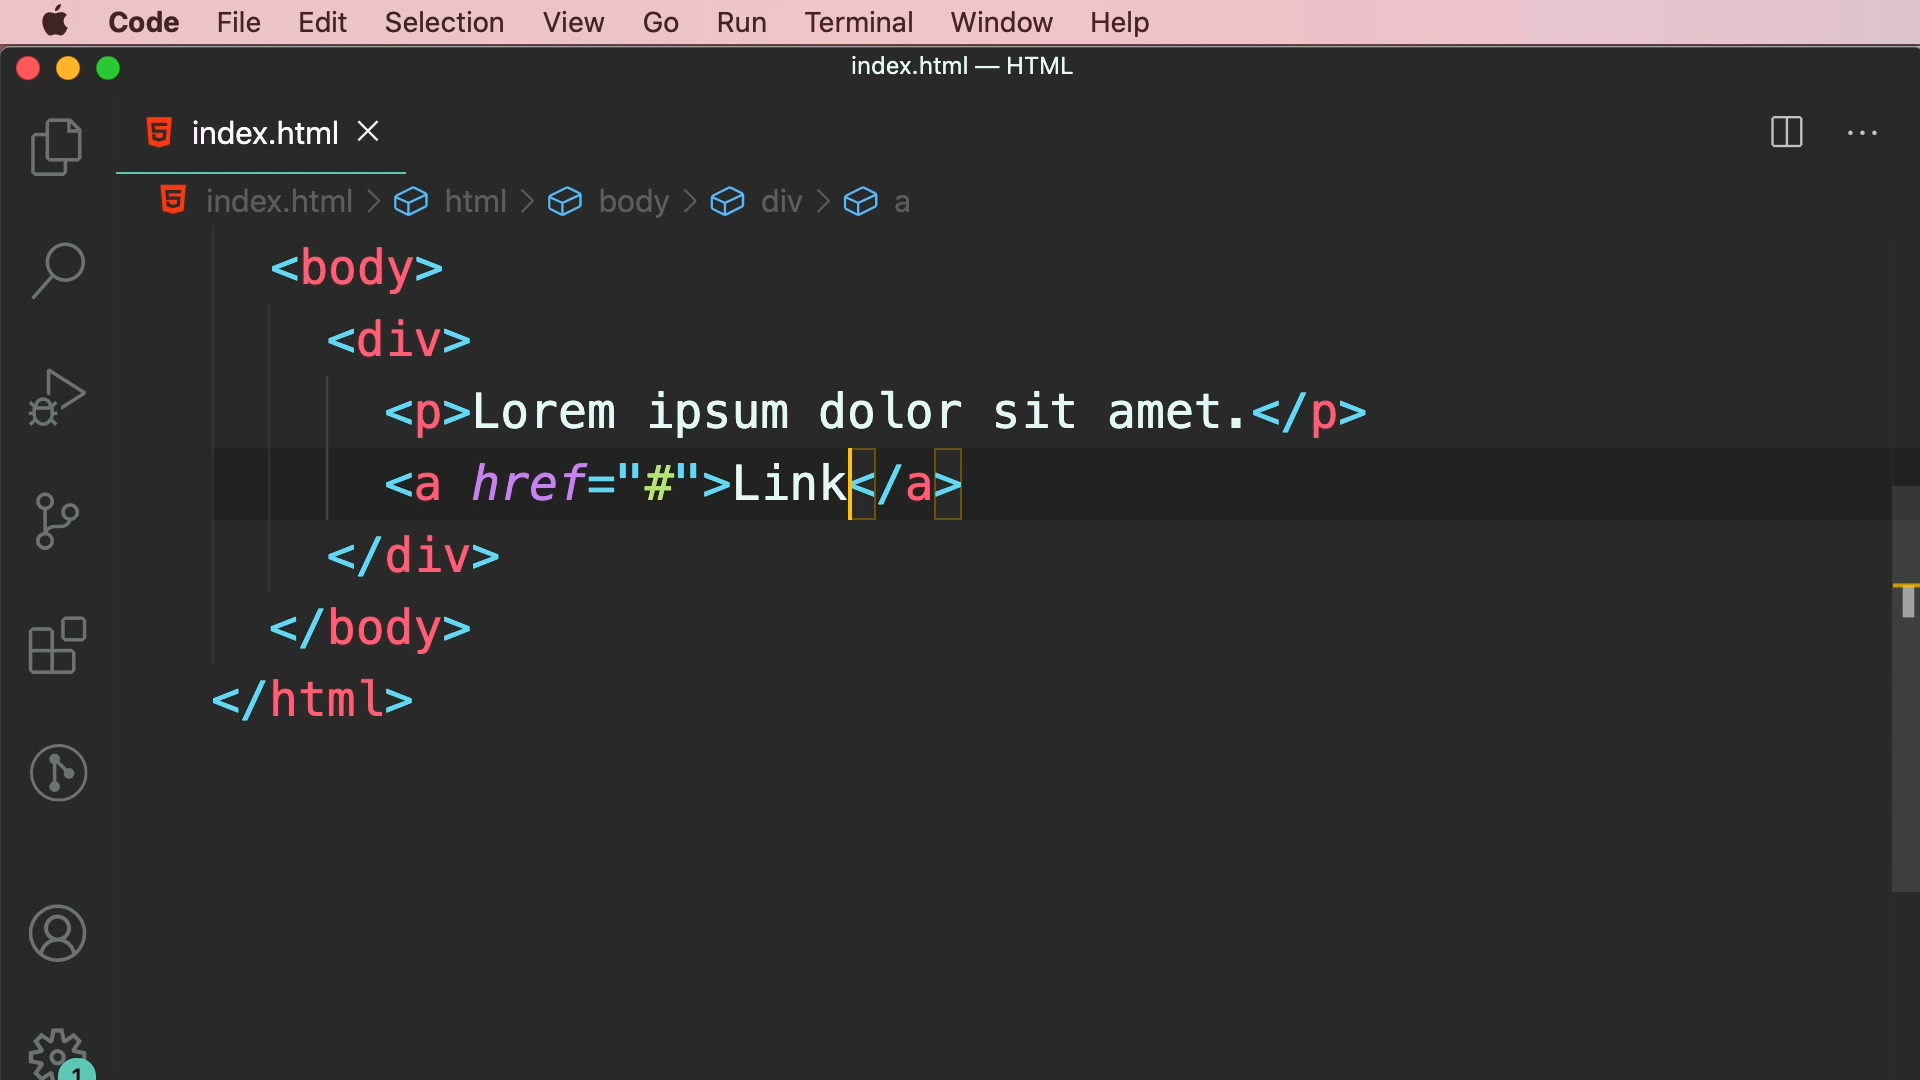 Code File Edit Selection View Go Run Terminal Window Help
index.html — HTML
index.html
index.html > html > body > div > a
<body>
<div>
<p>Lorem ipsum dolor sit amet.</p>
<a href="#">Link</a>
</div>
</body>
</html>
1